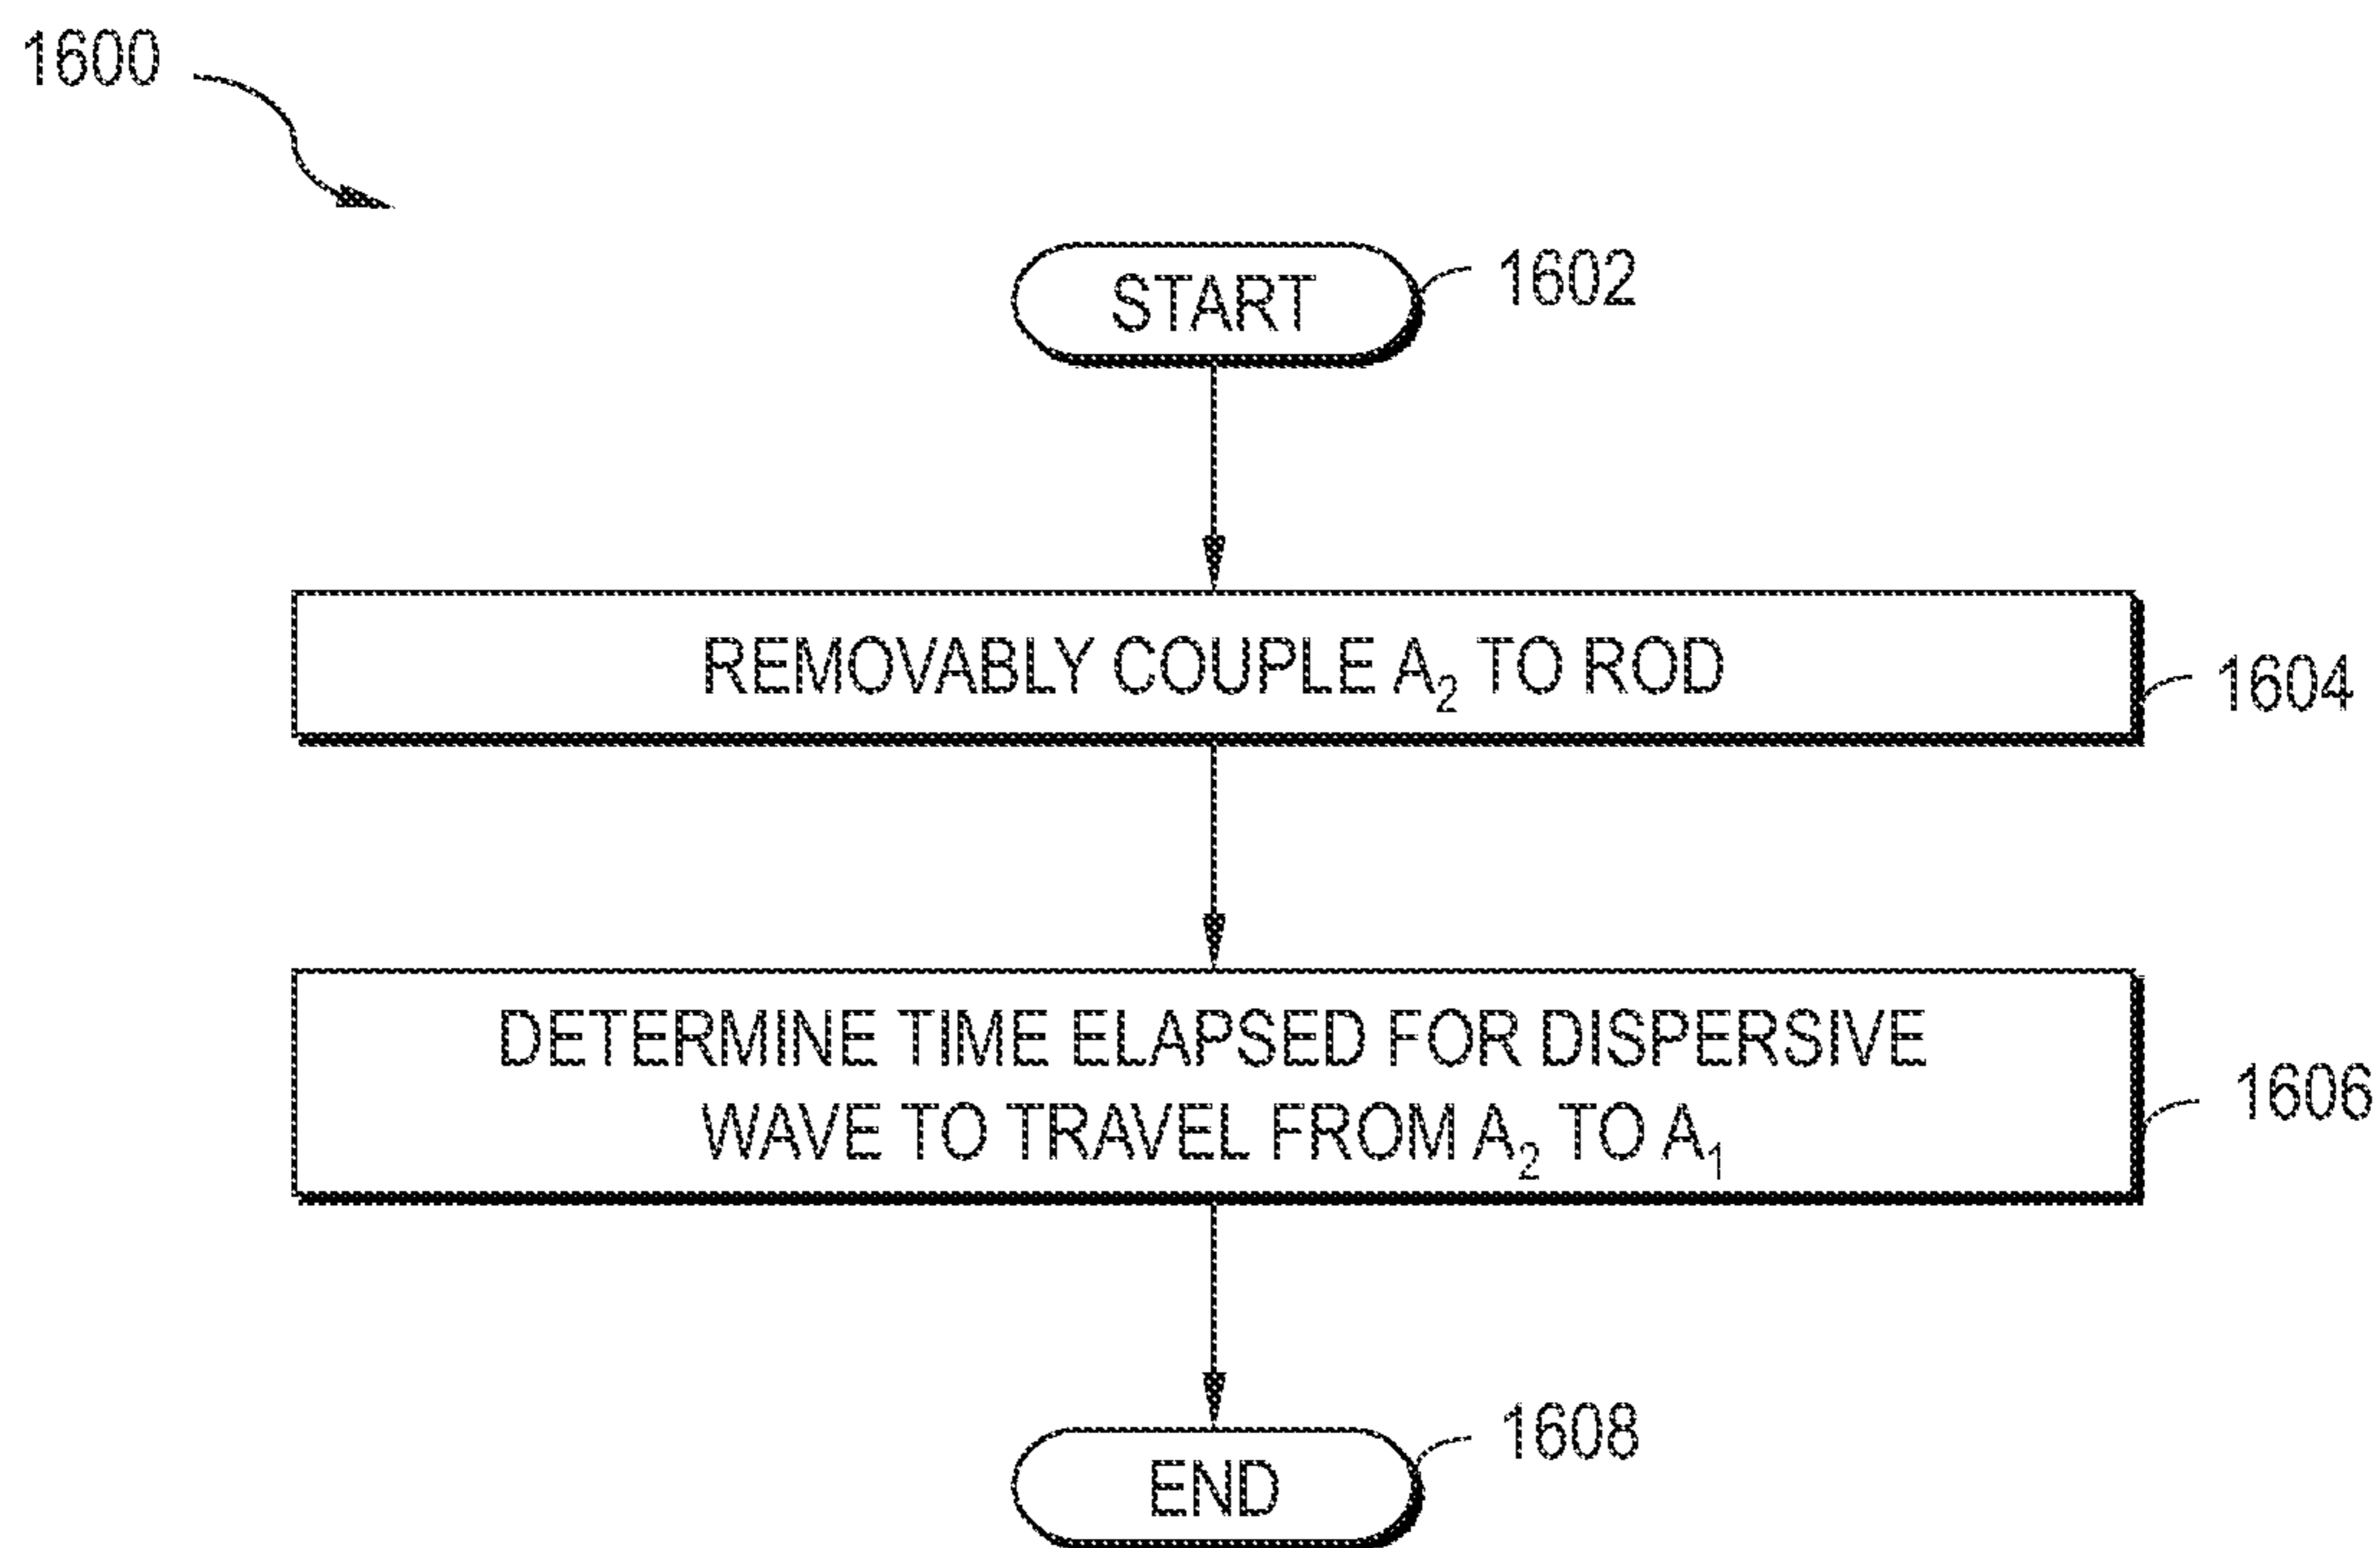 1600
START
1602
REMOVABLY COUPLE A₂ TO ROD
1604
DETERMINE TIME ELAPSED FOR DISPERSIVE
WAVE TO TRAVEL FROM A₂ TO A₁
1606
END
1608